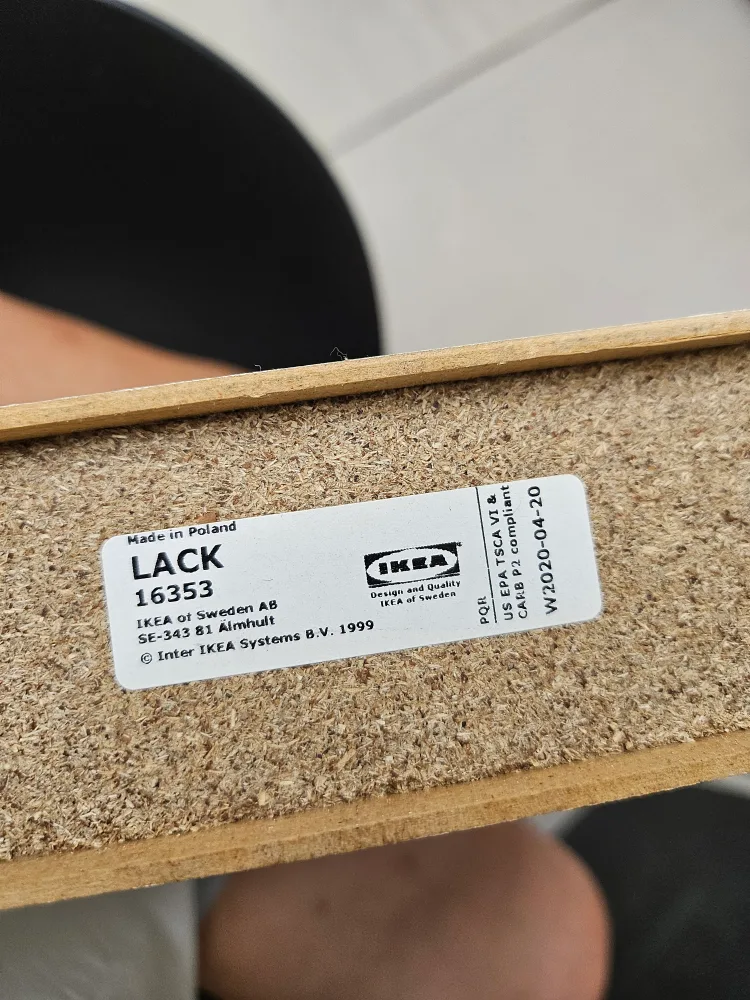 Made in Poland
LACK
16353
IKEA of Sweden AB
SE-343 81 Älmhult
© Inter IKEA Systems B.V. 1999
IKEA
Design and Quality
IKEA of Sweden
PQR
US EPA TSCA VI &
CARB P2 compliant
W2020-04-20